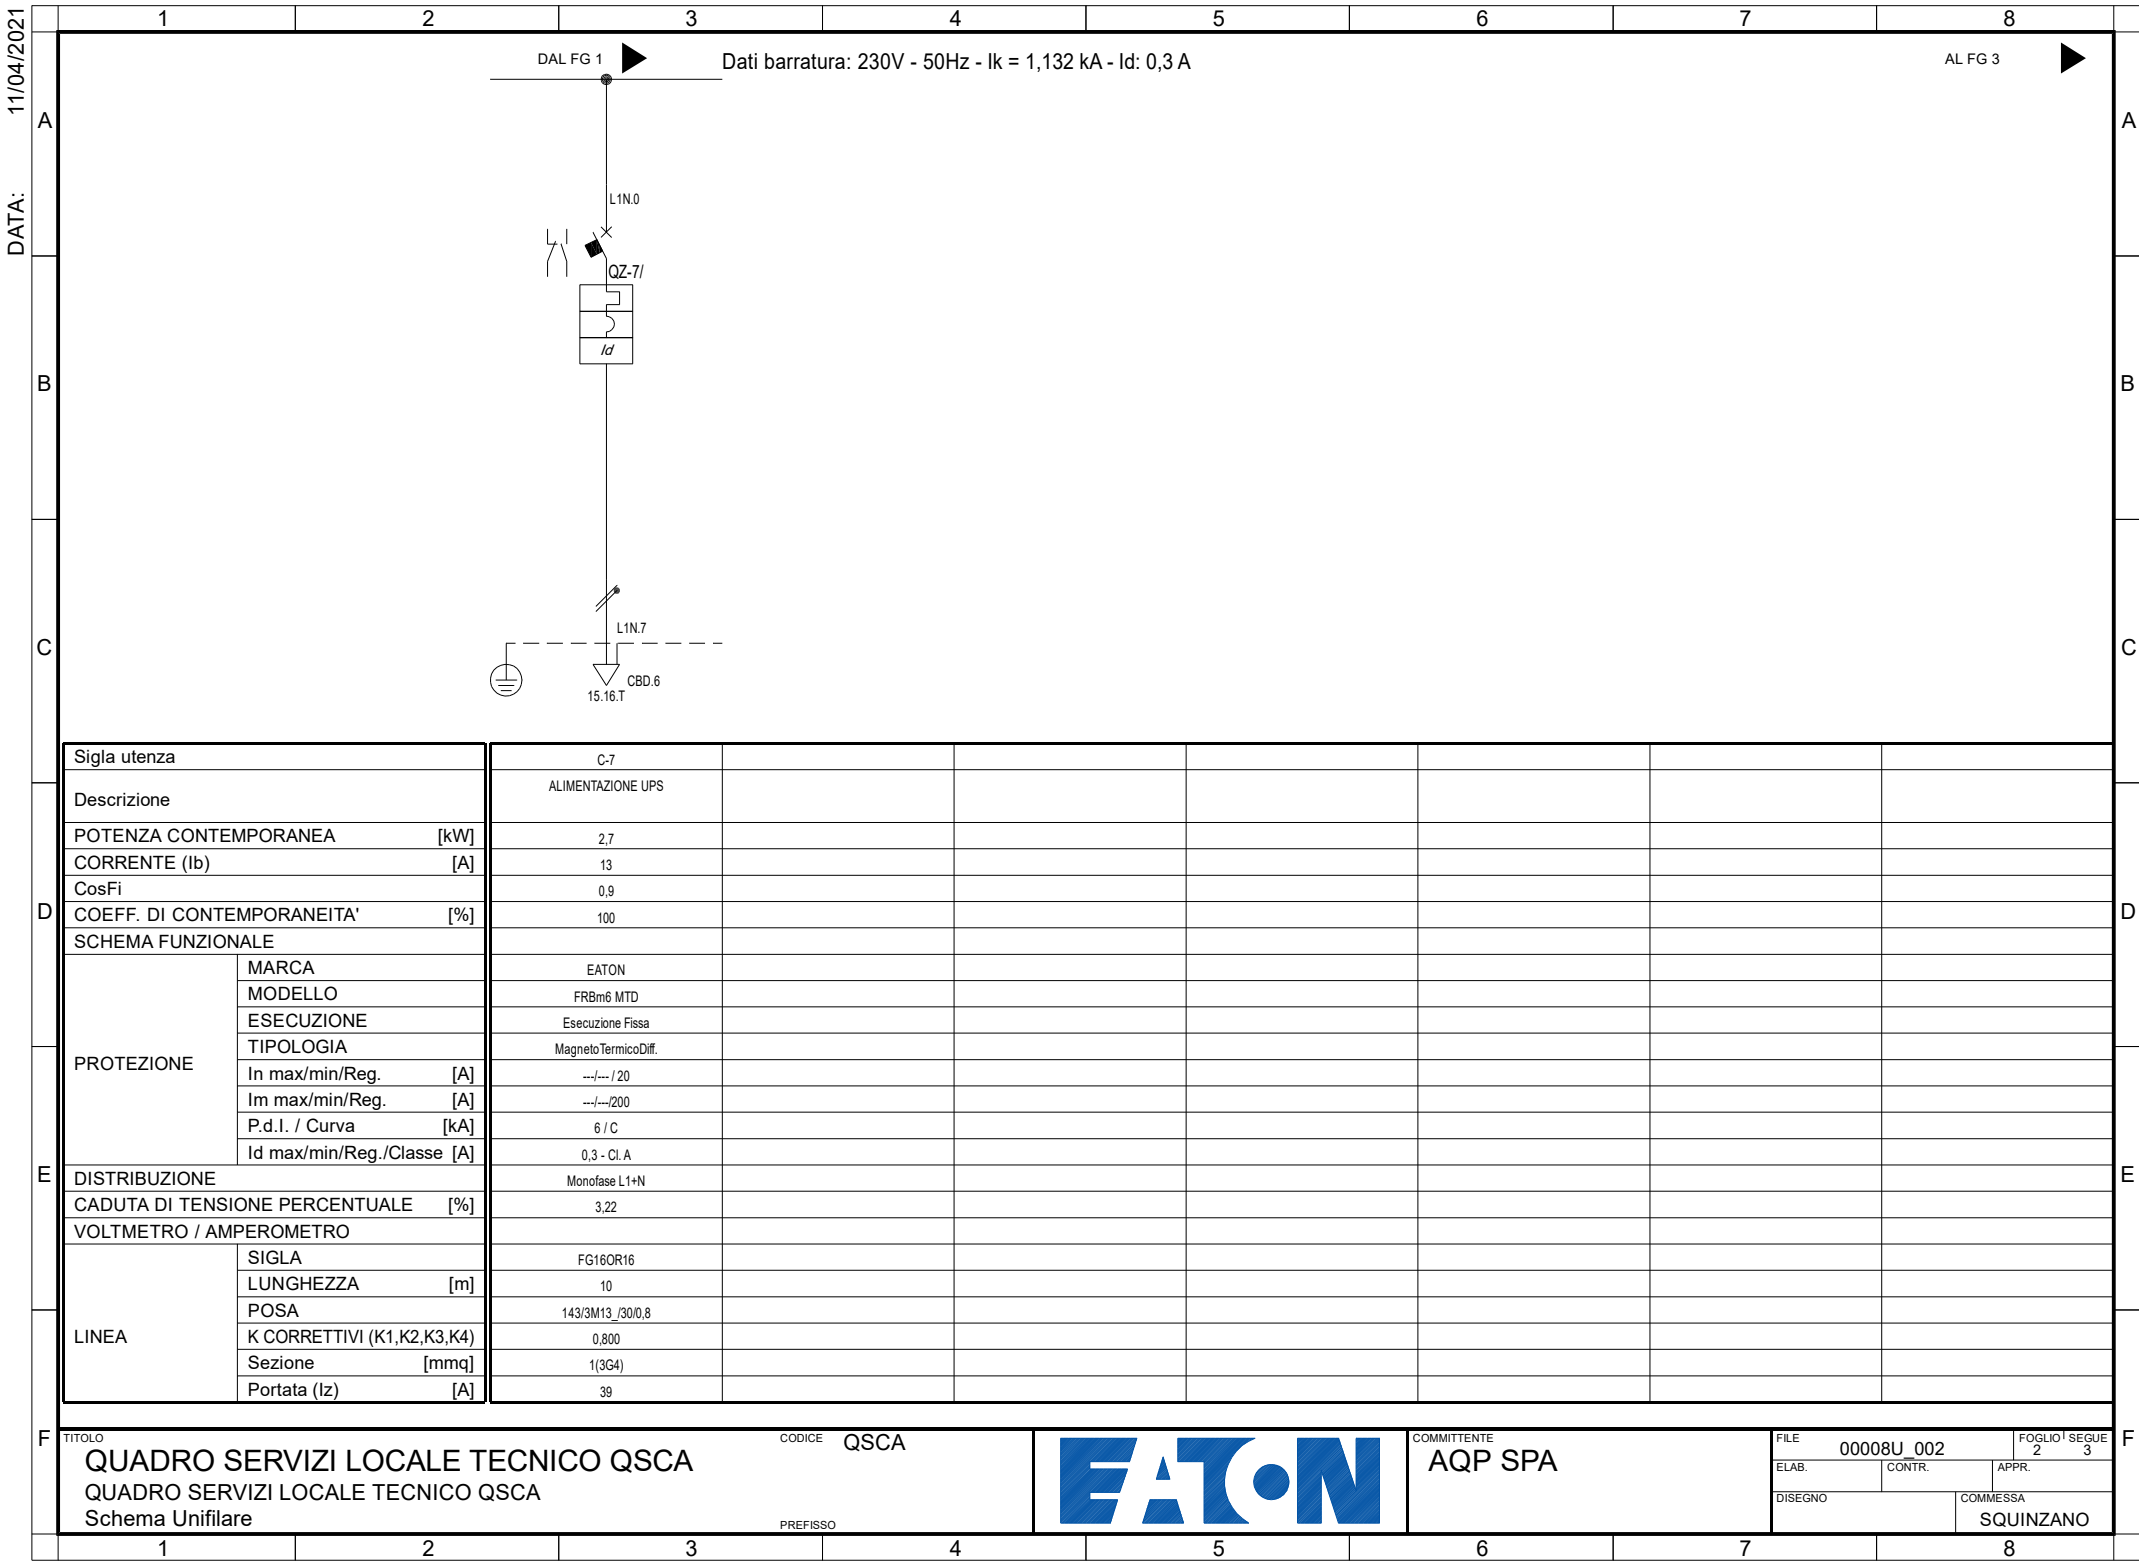 1 2 3 4 5 6 7 8
DATA: 11/04/2021
DAL FG 1
Dati barratura: 230V - 50Hz - Ik = 1,132 kA - Id: 0,3 A
AL FG 3
A A
L1N.0
QZ-7/
Id
B B
L1N.7
C C
CBD.6
15.16.T
Sigla utenza C-7
Descrizione ALIMENTAZIONE UPS
POTENZA CONTEMPORANEA [kW] 2,7
CORRENTE (Ib) [A] 13
CosFi 0,9
D COEFF. DI CONTEMPORANEITA' [%] 100 D
SCHEMA FUNZIONALE
PROTEZIONE
MARCA EATON
MODELLO FRBm6 MTD
ESECUZIONE Esecuzione Fissa
TIPOLOGIA MagnetoTermicoDiff.
In max/min/Reg. [A] ---/--- / 20
Im max/min/Reg. [A] ---/---/200
P.d.I. / Curva [kA] 6 / C
Id max/min/Reg./Classe [A] 0,3 - Cl. A
E DISTRIBUZIONE Monofase L1+N E
CADUTA DI TENSIONE PERCENTUALE [%] 3,22
VOLTMETRO / AMPEROMETRO
LINEA
SIGLA FG16OR16
LUNGHEZZA [m] 10
POSA 143/3M13_/30/0,8
K CORRETTIVI (K1,K2,K3,K4) 0,800
Sezione [mmq] 1(3G4)
Portata (Iz) [A] 39
F F
TITOLO
QUADRO SERVIZI LOCALE TECNICO QSCA
QUADRO SERVIZI LOCALE TECNICO QSCA
Schema Unifilare
CODICE QSCA
PREFISSO
EATON
COMMITTENTE
AQP SPA
FILE 00008U_002
FOGLIO 2 SEGUE 3
ELAB. CONTR. APPR.
DISEGNO COMMESSA
SQUINZANO
1 2 3 4 5 6 7 8